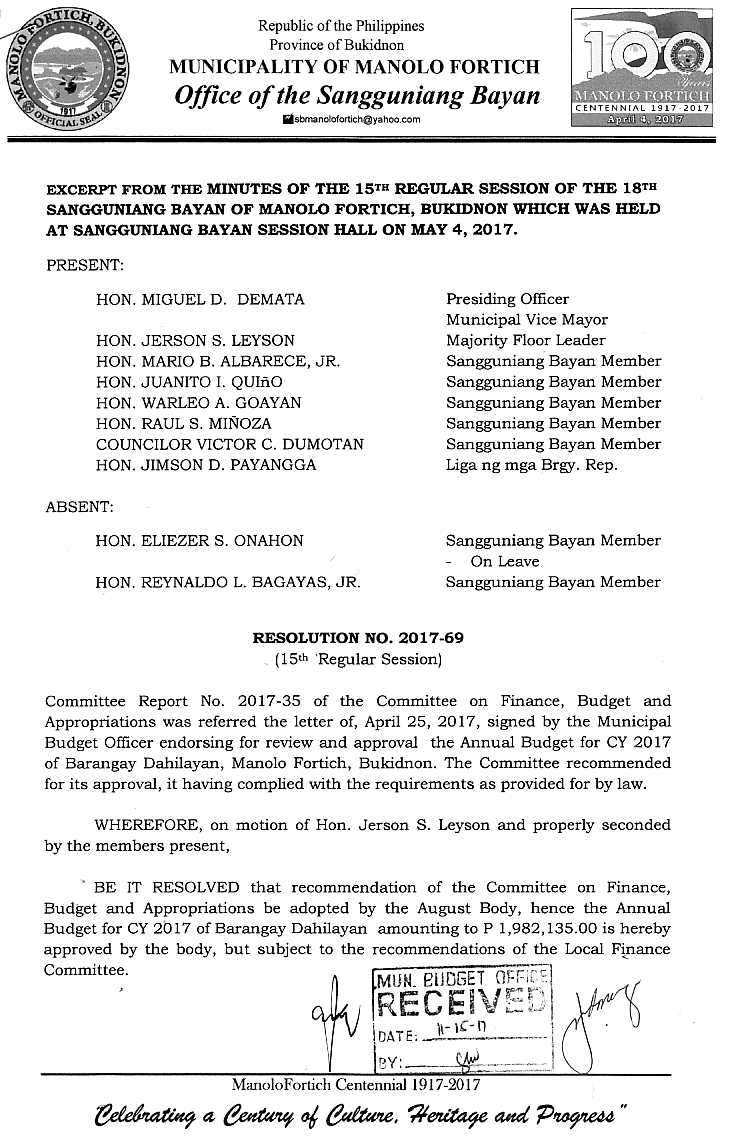 MANOLO FORTICH, BUKIDNON
1917
OFFICIAL SEAL
Republic of the Philippines
Province of Bukidnon
MUNICIPALITY OF MANOLO FORTICH
Office of the Sangguniang Bayan
sbmanolofortich@yahoo.com
100
Years
MANOLO FORTICH
CENTENNIAL 1917-2017
April 4, 2017
EXCERPT FROM THE MINUTES OF THE 15TH REGULAR SESSION OF THE 18TH
SANGGUNIANG BAYAN OF MANOLO FORTICH, BUKIDNON WHICH WAS HELD
AT SANGGUNIANG BAYAN SESSION HALL ON MAY 4, 2017.
PRESENT:
HON. MIGUEL D. DEMATA Presiding Officer
Municipal Vice Mayor
HON. JERSON S. LEYSON Majority Floor Leader
HON. MARIO B. ALBARECE, JR. Sangguniang Bayan Member
HON. JUANITO I. QUIñO Sangguniang Bayan Member
HON. WARLEO A. GOAYAN Sangguniang Bayan Member
HON. RAUL S. MIÑOZA Sangguniang Bayan Member
COUNCILOR VICTOR C. DUMOTAN Sangguniang Bayan Member
HON. JIMSON D. PAYANGGA Liga ng mga Brgy. Rep.
ABSENT:
HON. ELIEZER S. ONAHON Sangguniang Bayan Member
- On Leave
HON. REYNALDO L. BAGAYAS, JR. Sangguniang Bayan Member
RESOLUTION NO. 2017-69
(15th Regular Session)
Committee Report No. 2017-35 of the Committee on Finance, Budget and
Appropriations was referred the letter of, April 25, 2017, signed by the Municipal
Budget Officer endorsing for review and approval the Annual Budget for CY 2017
of Barangay Dahilayan, Manolo Fortich, Bukidnon. The Committee recommended
for its approval, it having complied with the requirements as provided for by law.
WHEREFORE, on motion of Hon. Jerson S. Leyson and properly seconded
by the members present,
BE IT RESOLVED that recommendation of the Committee on Finance,
Budget and Appropriations be adopted by the August Body, hence the Annual
Budget for CY 2017 of Barangay Dahilayan amounting to P 1,982,135.00 is hereby
approved by the body, but subject to the recommendations of the Local Finance
Committee.
MUN. BUDGET OFFICE
RECEIVED
DATE: 11-15-17
BY:
ManoloFortich Centennial 1917-2017
"Celebrating a Century of Culture, Heritage and Progress"